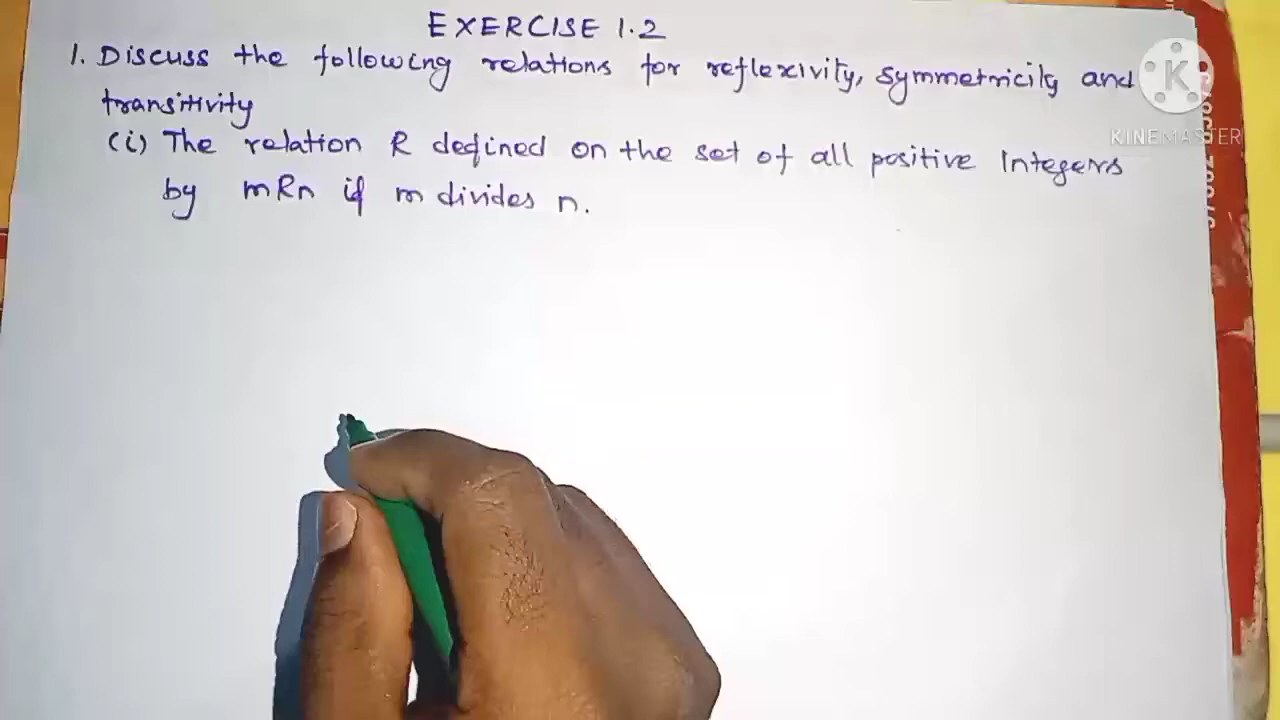 EXERCISE 1.2
1. Discuss the following relations for reflexivity, symmetricity and
transitivity
(i) The relation R defined on the set of all positive Integers
by mRn if m divides n.
K
KINEMASTER